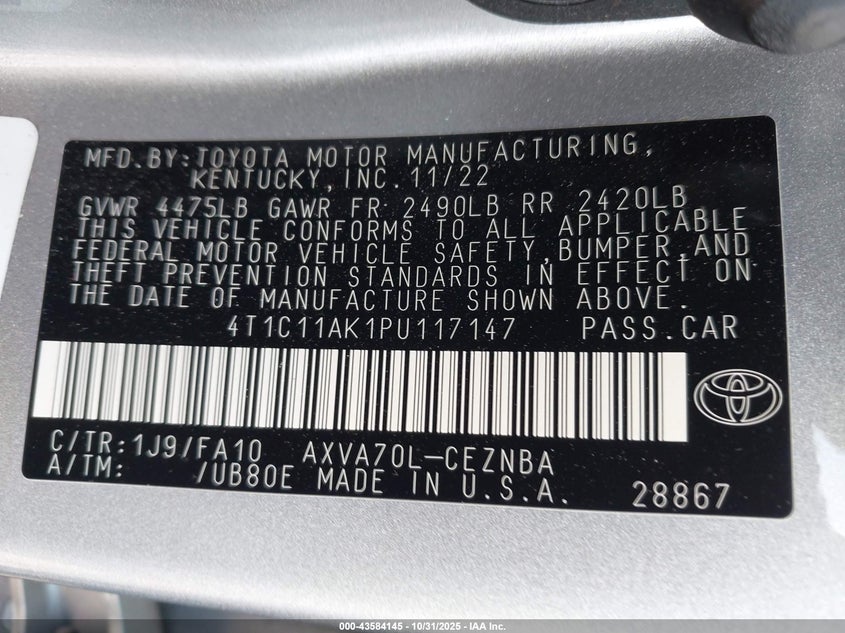 MFD.BY:TOYOTA MOTOR MANUFACTURING,
KENTUCKY,INC.11/22
GVWR 4475LB GAWR FR 2490LB RR 2420LB
THIS VEHICLE CONFORMS TO ALL APPLICABLE
FEDERAL MOTOR VEHICLE SAFETY,BUMPER,AND
THEFT PREVENTION STANDARDS IN EFFECT ON
THE DATE OF MANUFACTURE SHOWN ABOVE.
4T1C11AK1PU117147 PASS.CAR
C/TR:1J9/FA10 AXVA70L-CEZNBA
A/TM: /UB80E MADE IN U.S.A. 28867
000-43584145 - 10/31/2025 - IAA Inc.